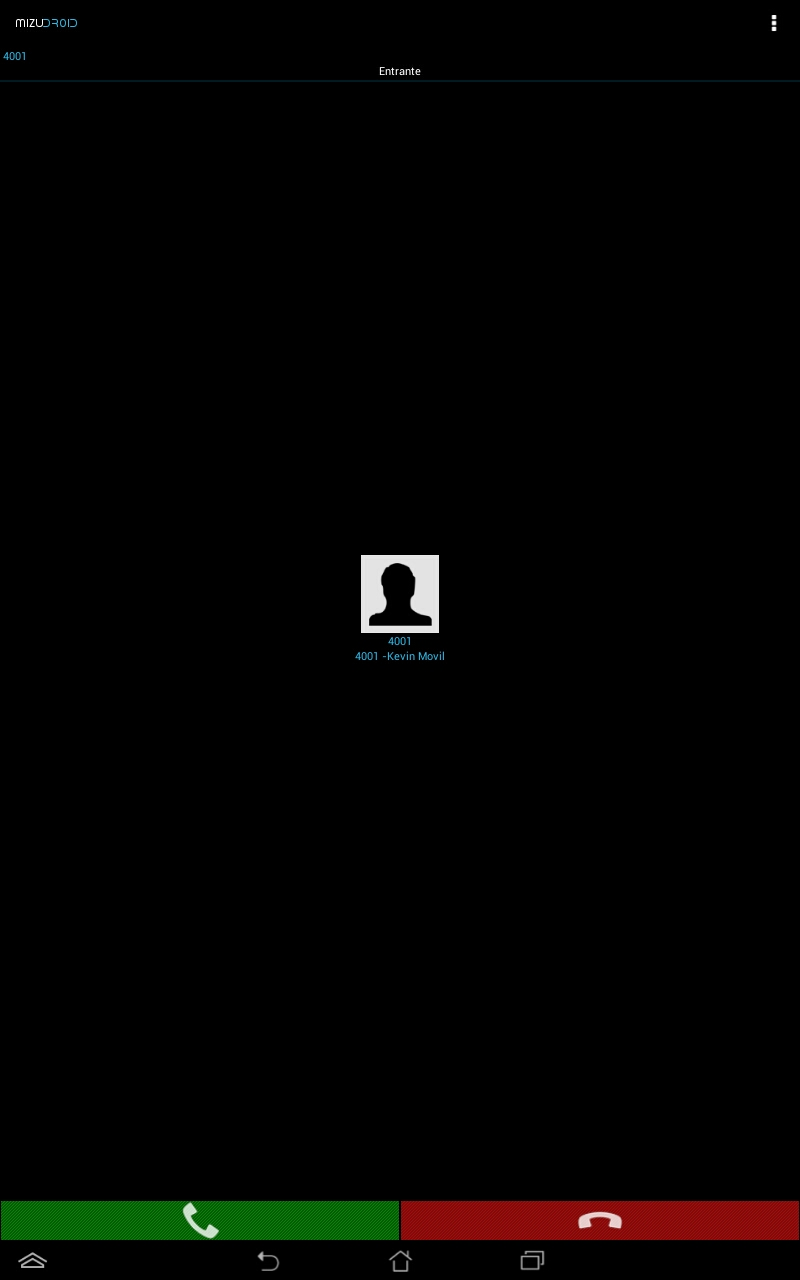 MIZUDROID
4001
Entrante
4001
4001 -Kevin Movil